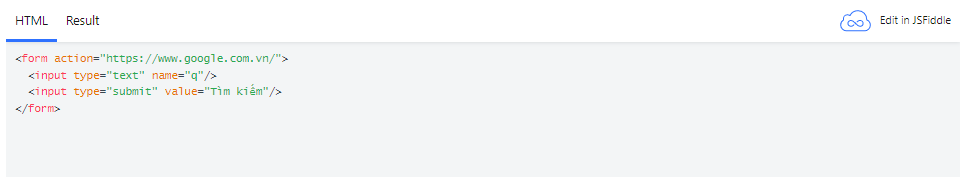 HTML Result Edit in JSFiddle
<form action="https://www.google.com.vn/">
<input type="text" name="q"/>
<input type="submit" value="Tìm kiếm"/>
</form>